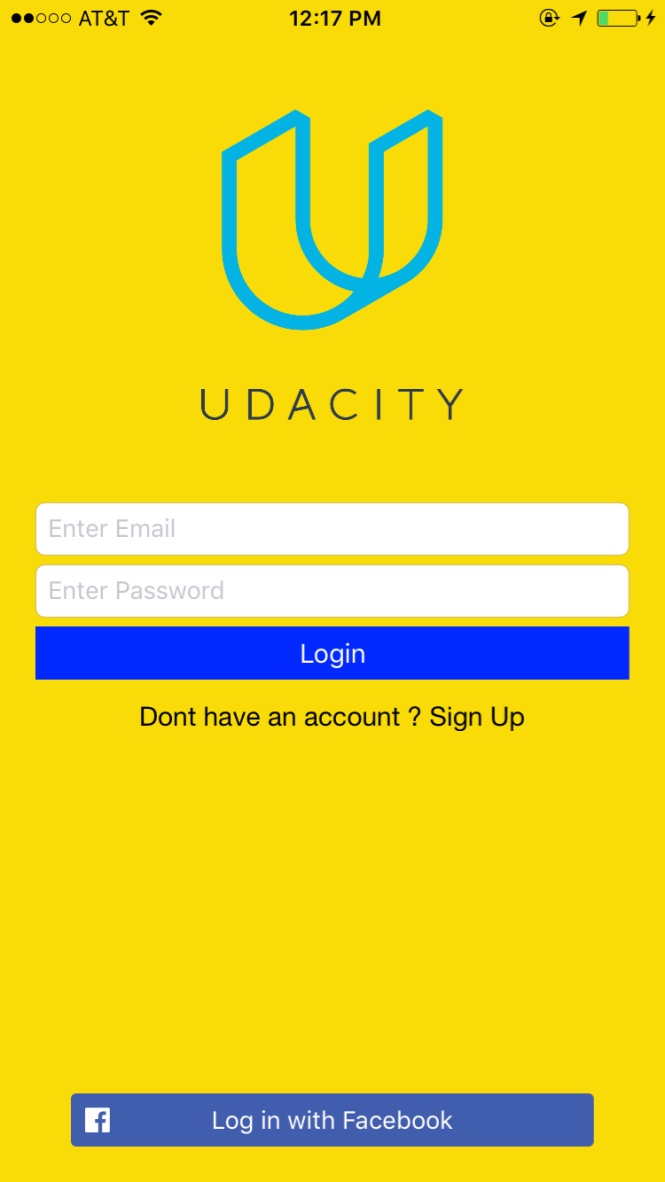 AT&T 12:17 PM
UDACITY
Enter Email
Enter Password
Login
Dont have an account ? Sign Up
Log in with Facebook